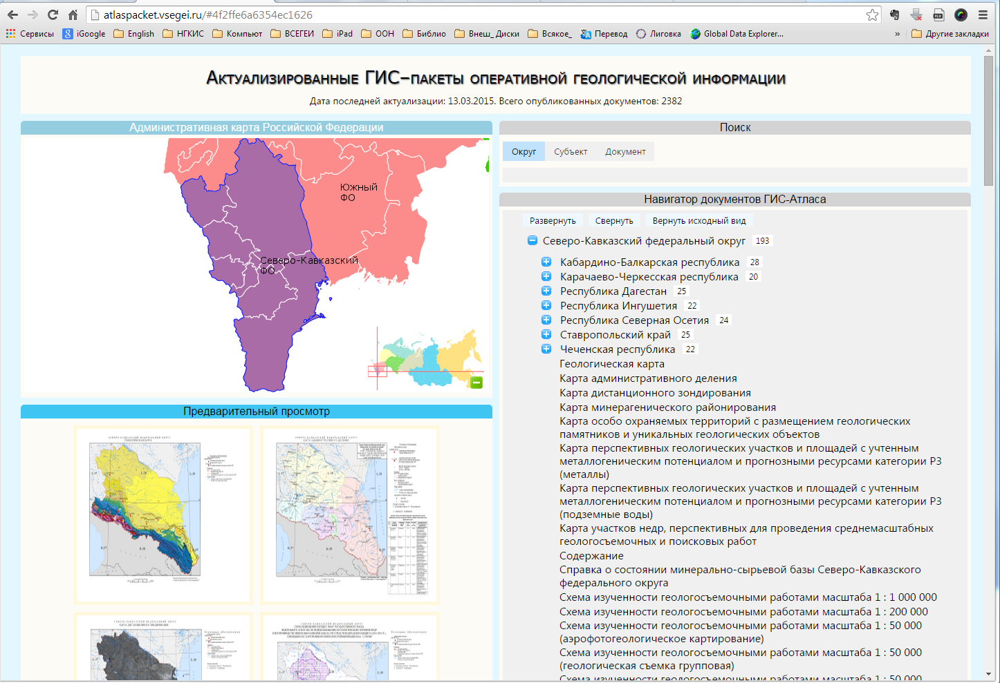 atlaspacket.vsegei.ru/#4f2ffe6a6354ec1626
Сервисы iGoogle English НГКИС Компьют ВСЕГЕИ iPad ООН Библио Внеш_ Диски Всякое_ Перевод Лиговка Global Data Explorer... » Другие закладки
Актуализированные ГИС–пакеты оперативной геологической информации
Дата последней актуализации: 13.03.2015. Всего опубликованных документов: 2382
Административная карта Российской Федерации
Южный
ФО
Северо-Кавказский
ФО
Предварительный просмотр
Поиск
Округ Субъект Документ
Навигатор документов ГИС-Атласа
Развернуть Свернуть Вернуть исходный вид
Северо-Кавказский федеральный округ 193
Кабардино-Балкарская республика 28
Карачаево-Черкесская республика 20
Республика Дагестан 25
Республика Ингушетия 22
Республика Северная Осетия 24
Ставропольский край 25
Чеченская республика 22
Геологическая карта
Карта административного деления
Карта дистанционного зондирования
Карта минерагенического районирования
Карта особо охраняемых территорий с размещением геологических
памятников и уникальных геологических объектов
Карта перспективных геологических участков и площадей с учтенным
металлогеническим потенциалом и прогнозными ресурсами категории Р3
(металлы)
Карта перспективных геологических участков и площадей с учтенным
металлогеническим потенциалом и прогнозными ресурсами категории Р3
(подземные воды)
Карта участков недр, перспективных для проведения среднемасштабных
геологосъемочных и поисковых работ
Содержание
Справка о состоянии минерально-сырьевой базы Северо-Кавказского
федерального округа
Схема изученности геологосъемочными работами масштаба 1 : 1 000 000
Схема изученности геологосъемочными работами масштаба 1 : 200 000
Схема изученности геологосъемочными работами масштаба 1 : 50 000
(аэрофотогеологическое картирование)
Схема изученности геологосъемочными работами масштаба 1 : 50 000
(геологическая съемка групповая)
Схема изученности геологосъемочными работами масштаба 1 : 50 000